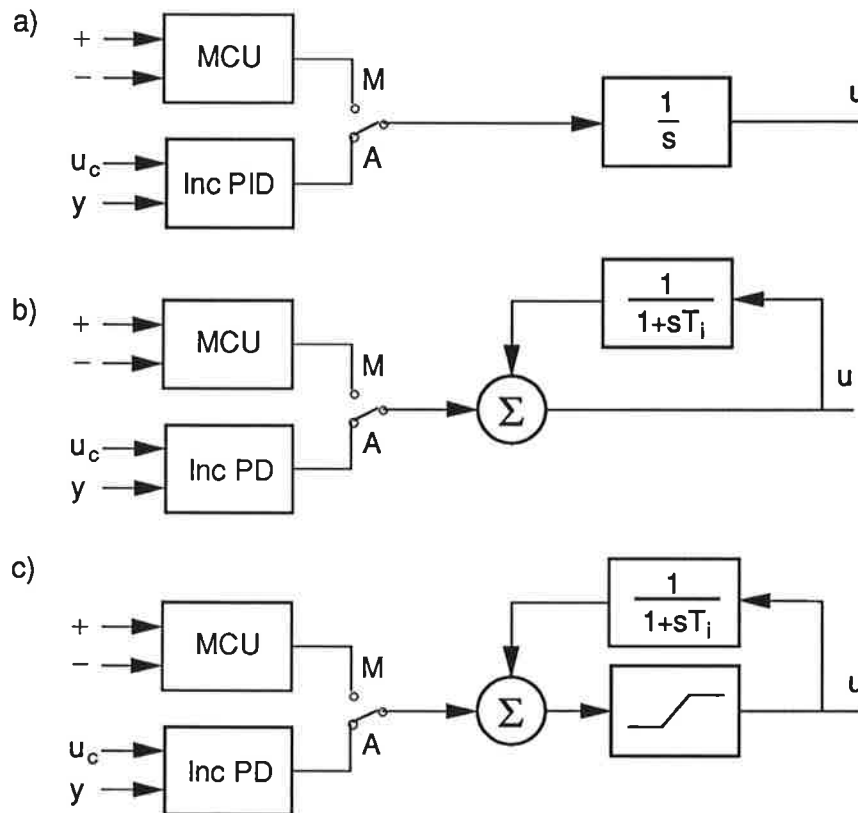 a)
+
−
MCU
M
u_c
y
Inc PID
A
1
s
u
b)
+
−
MCU
M
u_c
y
Inc PD
A
Σ
1
1+sT_i
u
c)
+
−
MCU
M
u_c
y
Inc PD
A
Σ
1
1+sT_i
u